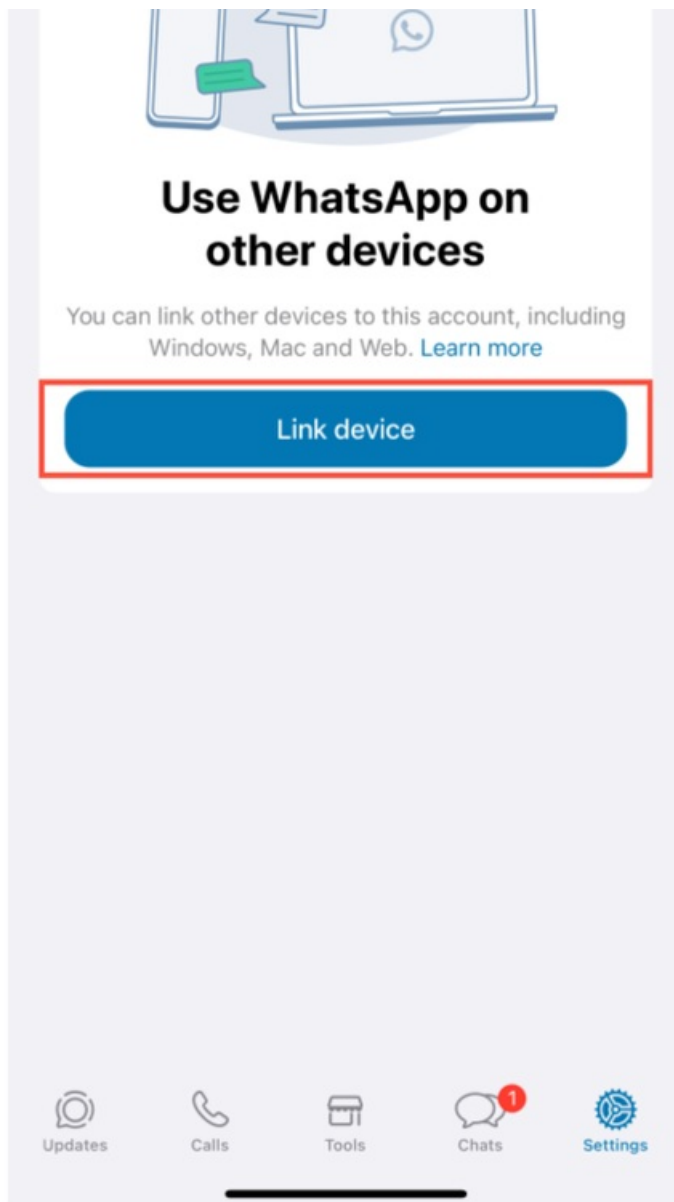 Use WhatsApp on
other devices
You can link other devices to this account, including
Windows, Mac and Web. Learn more
Link device
1
Updates
Calls
Tools
Chats
Settings